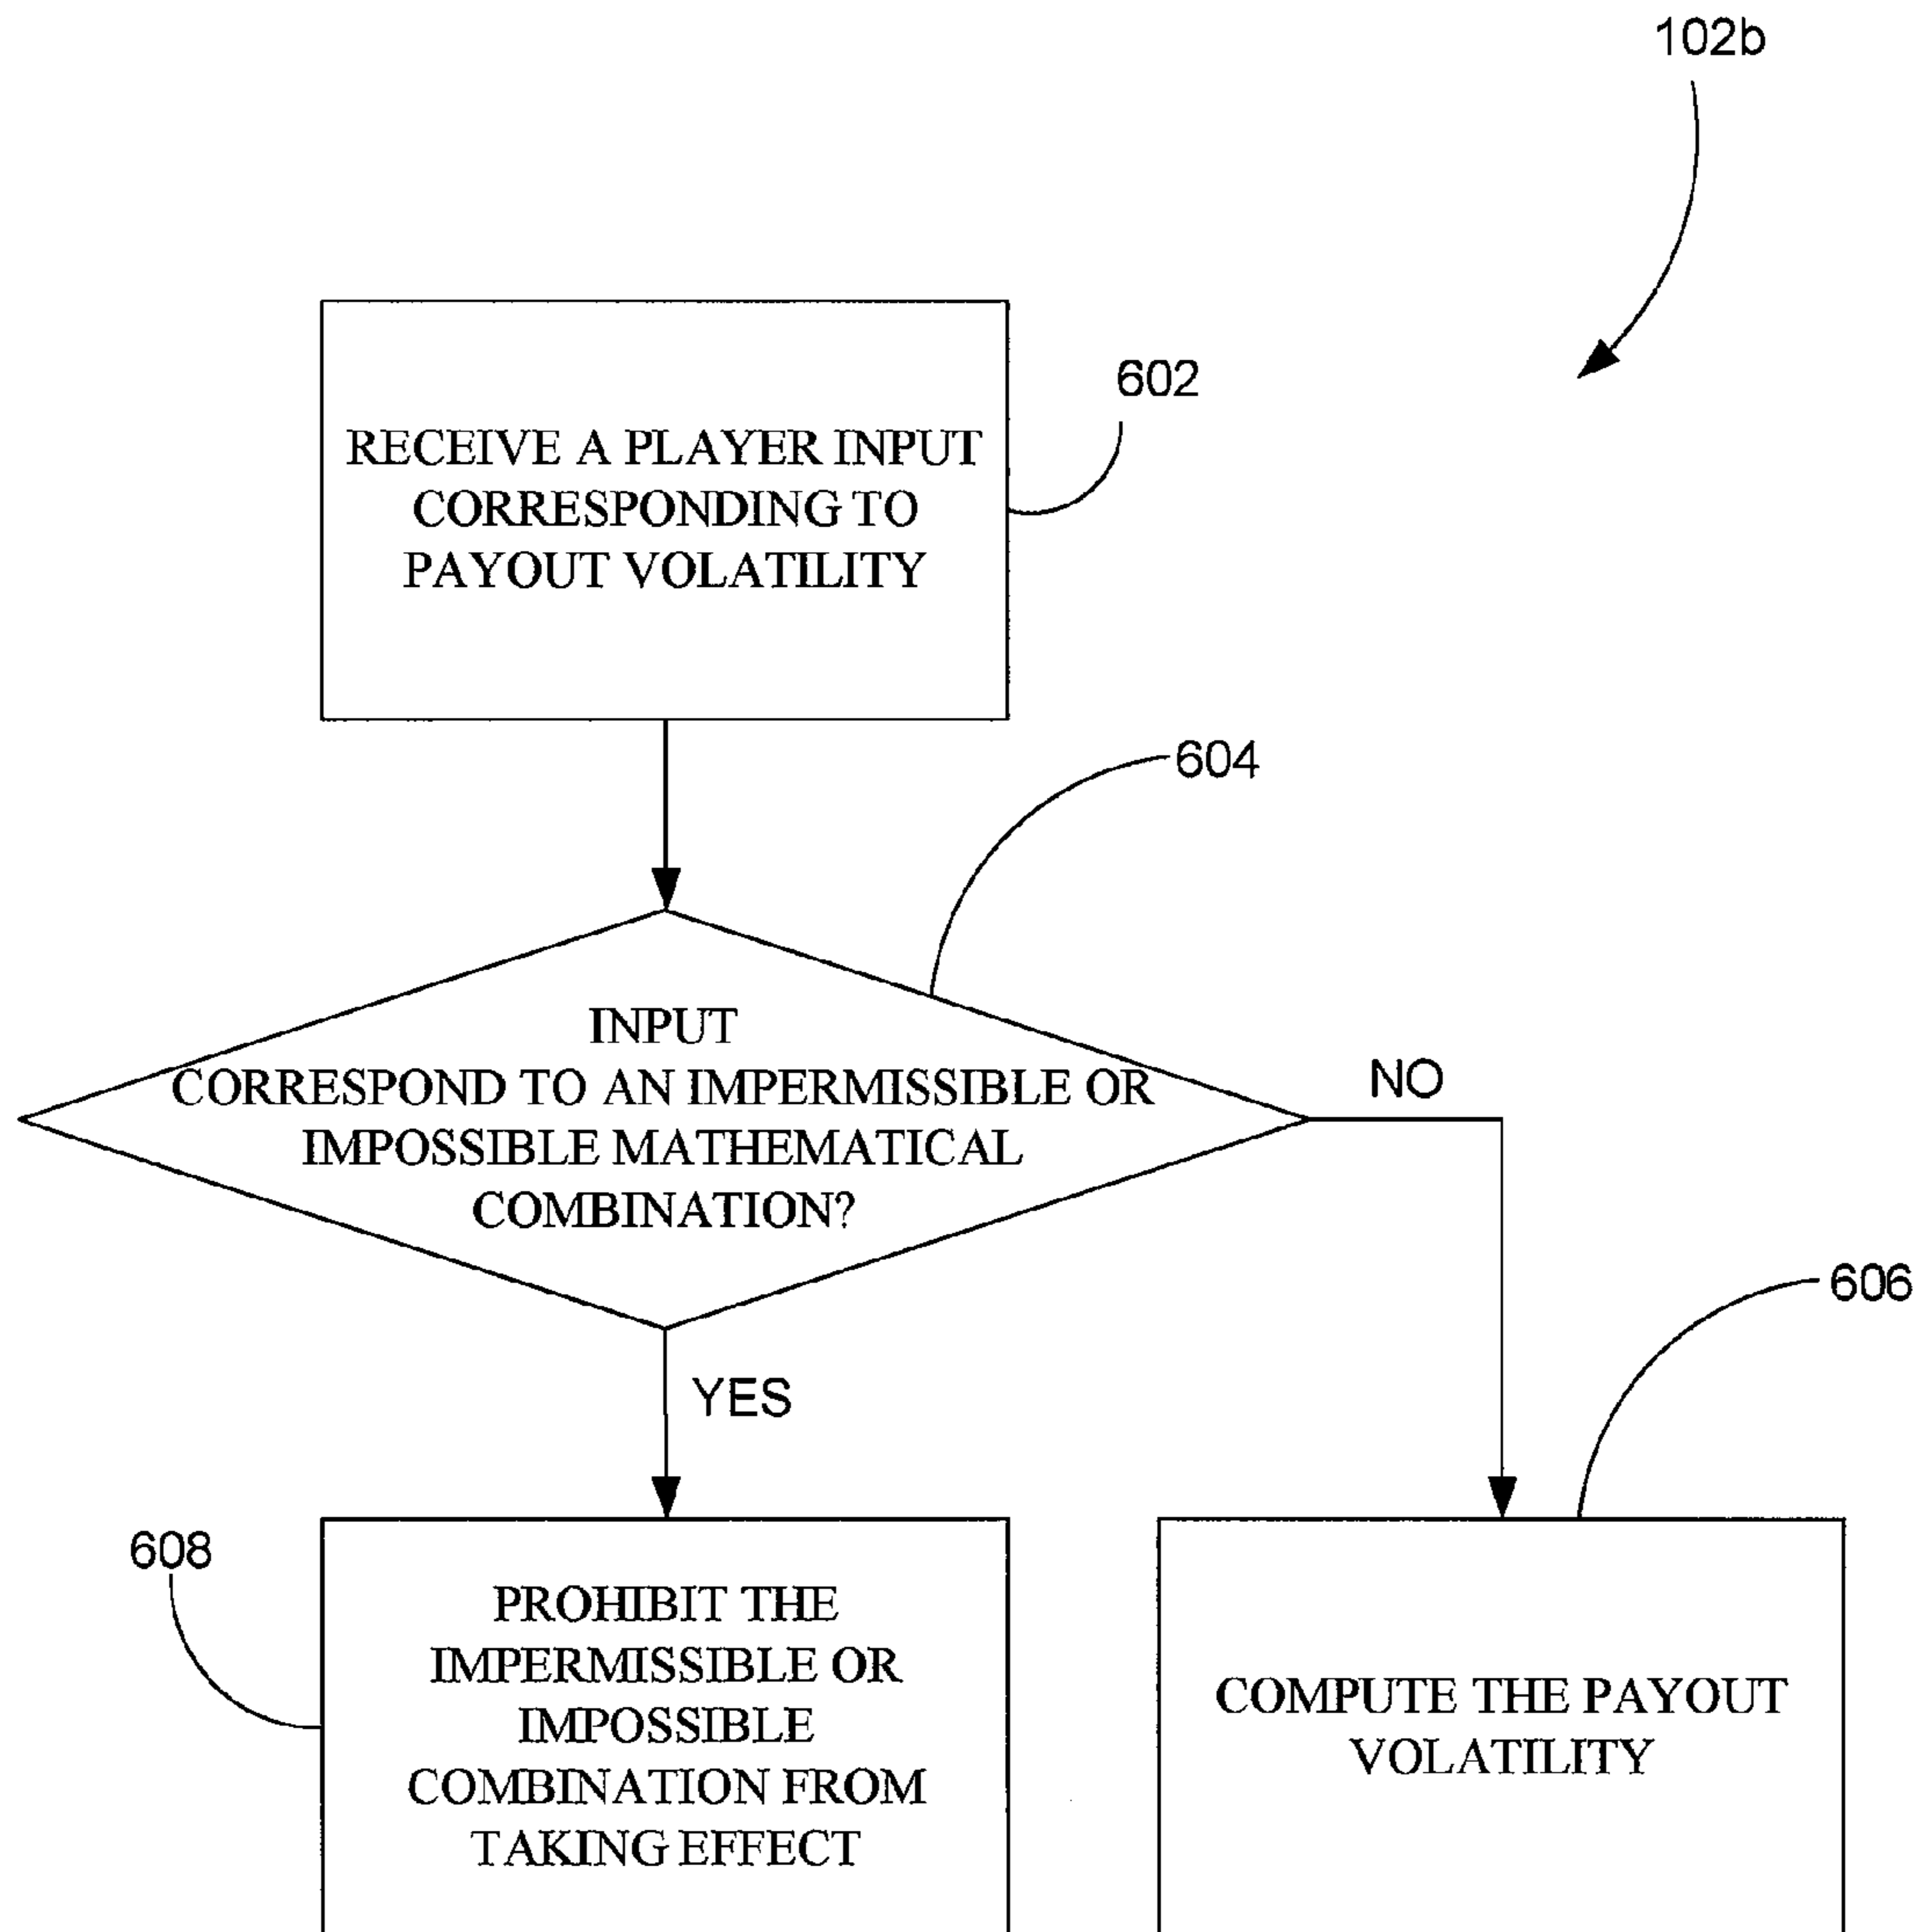 102b
602
RECEIVE A PLAYER INPUT
CORRESPONDING TO
PAYOUT VOLATILITY
604
INPUT
CORRESPOND TO AN IMPERMISSIBLE OR
IMPOSSIBLE MATHEMATICAL
COMBINATION?
NO
606
YES
608
PROHIBIT THE
IMPERMISSIBLE OR
IMPOSSIBLE
COMBINATION FROM
TAKING EFFECT
COMPUTE THE PAYOUT
VOLATILITY